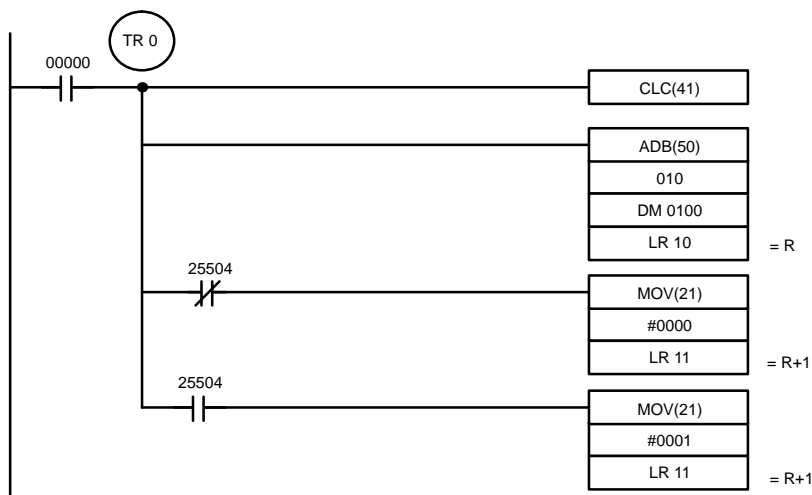 TR 0
00000
CLC(41)
ADB(50)
010
DM 0100
LR 10 = R
25504
MOV(21)
#0000
LR 11 = R+1
25504
MOV(21)
#0001
LR 11 = R+1